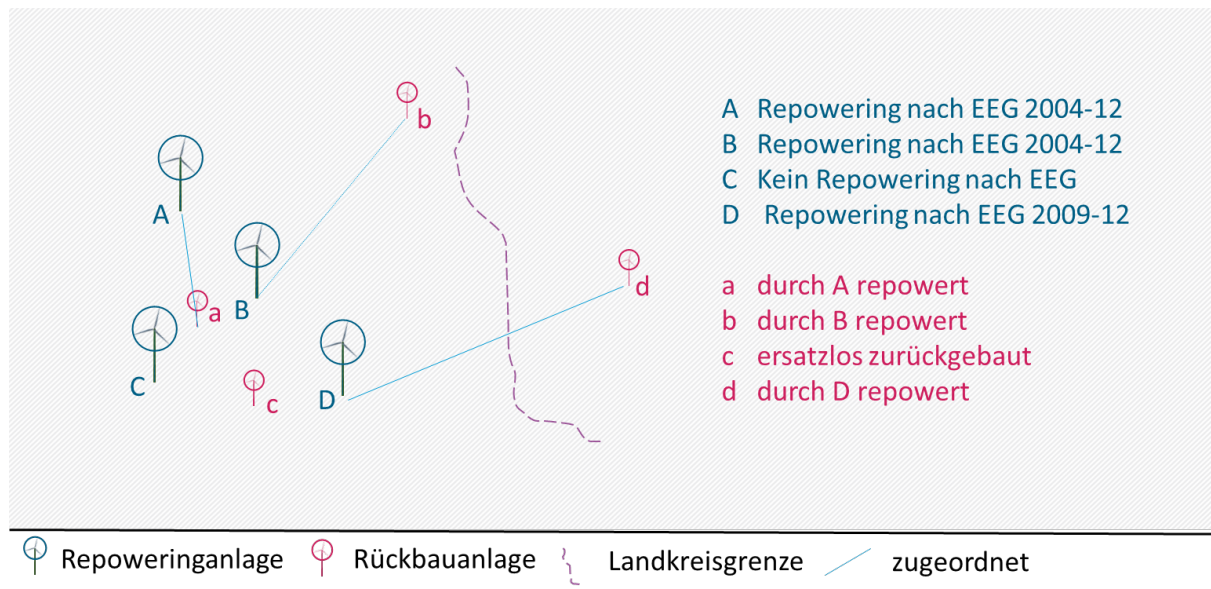 b
A
B
a
d
C
D
c
A Repowering nach EEG 2004-12
B Repowering nach EEG 2004-12
C Kein Repowering nach EEG
D Repowering nach EEG 2009-12
a durch A repowert
b durch B repowert
c ersatzlos zurückgebaut
d durch D repowert
Repoweringanlage Rückbauanlage Landkreisgrenze zugeordnet